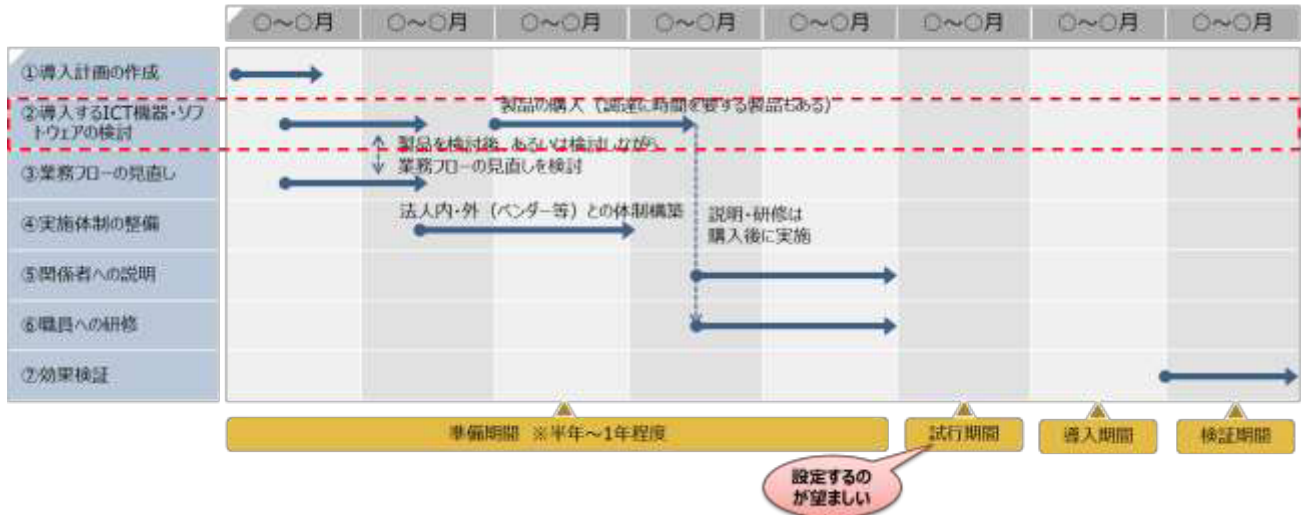 ○～○月 ○～○月 ○～○月 ○～○月 ○～○月 ○～○月 ○～○月 ○～○月
①導入計画の作成
②導入するICT機器・ソフ
トウェアの検討
製品の購入（調達に時間を要する製品もある）
製品を検討後、あるいは検討しながら
業務フローの見直しを検討
③業務フローの見直し
④実施体制の整備
法人内・外（ベンダー等）との体制構築
説明・研修は
購入後に実施
⑤関係者への説明
⑥職員への研修
⑦効果検証
準備期間 ※半年～1年程度
試行期間
導入期間
検証期間
設定するの
が望ましい